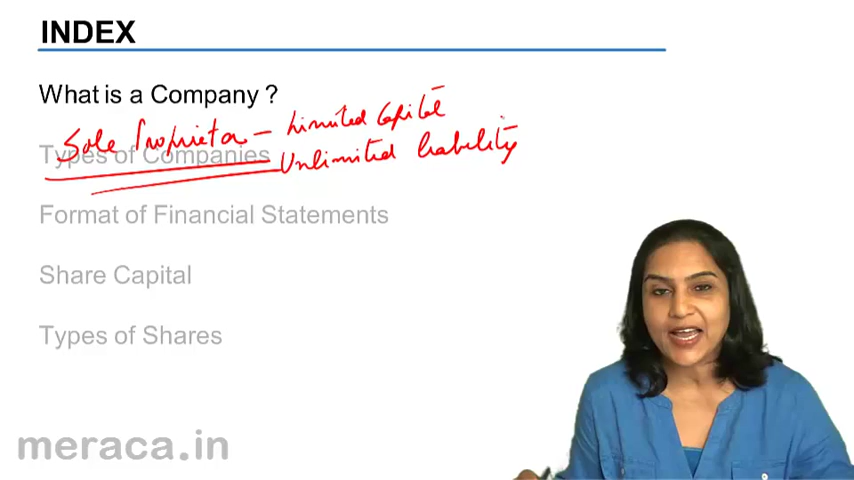 INDEX
What is a Company ?
Sole Proprietor - Limited Capital
Types of Companies
Unlimited liability
Format of Financial Statements
Share Capital
Types of Shares
meraca.in